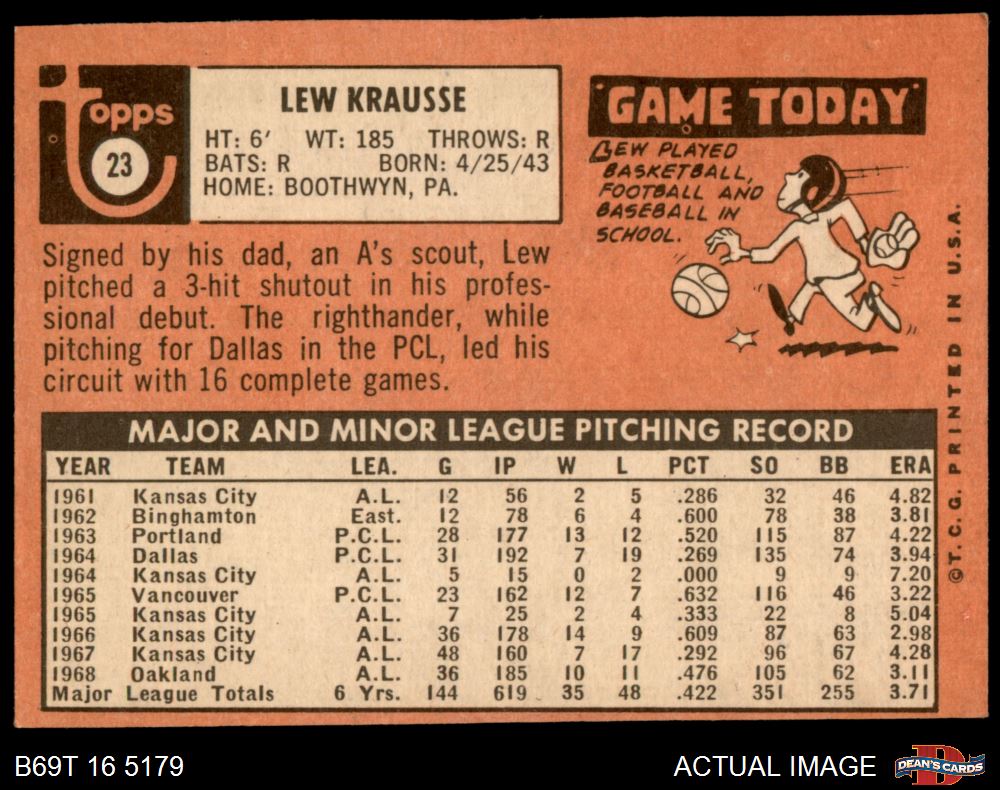 Topps
23
LEW KRAUSSE
HT: 6' WT: 185 THROWS: R
BATS: R BORN: 4/25/43
HOME: BOOTHWYN, PA.
Signed by his dad, an A's scout, Lew
pitched a 3-hit shutout in his profes-
sional debut. The righthander, while
pitching for Dallas in the PCL, led his
circuit with 16 complete games.
GAME TODAY
LEW PLAYED
BASKETBALL,
FOOTBALL AND
BASEBALL IN
SCHOOL.
MAJOR AND MINOR LEAGUE PITCHING RECORD
YEAR TEAM LEA. G IP W L PCT SO BB ERA
1961 Kansas City A.L. 12 56 2 5 .286 32 46 4.82
1962 Binghamton East. 12 78 6 4 .600 78 38 3.81
1963 Portland P.C.L. 28 177 13 12 .520 115 87 4.22
1964 Dallas P.C.L. 31 192 7 19 .269 135 74 3.94
1964 Kansas City A.L. 5 15 0 2 .000 9 9 7.20
1965 Vancouver P.C.L. 23 162 12 7 .632 116 46 3.22
1965 Kansas City A.L. 7 25 2 4 .333 22 8 5.04
1966 Kansas City A.L. 36 178 14 9 .609 87 63 2.98
1967 Kansas City A.L. 48 160 7 17 .292 96 67 4.28
1968 Oakland A.L. 36 185 10 11 .476 105 62 3.11
Major League Totals 6 Yrs. 144 619 35 48 .422 351 255 3.71
©T.C.G. PRINTED IN U.S.A.
B69T 16 5179
ACTUAL IMAGE
DEAN'S CARDS